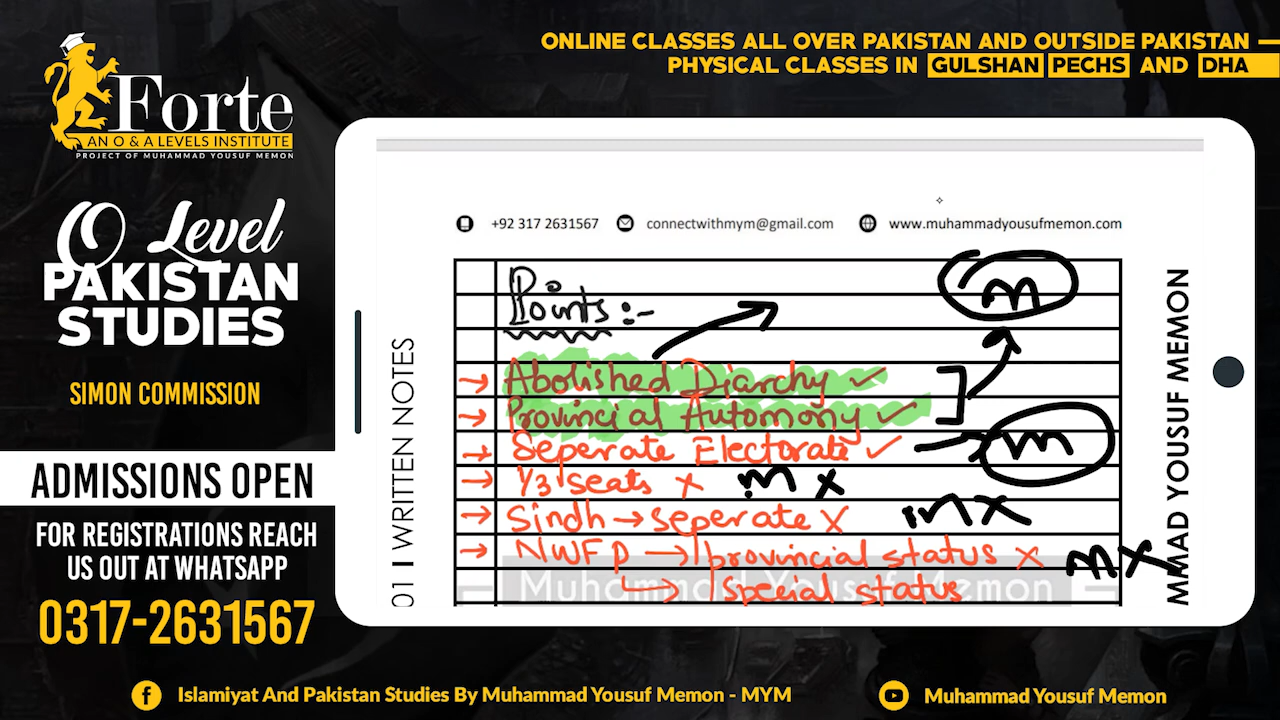 Forte
AN O & A LEVELS INSTITUTE
PROJECT OF MUHAMMAD YOUSUF MEMON
ONLINE CLASSES ALL OVER PAKISTAN AND OUTSIDE PAKISTAN
PHYSICAL CLASSES IN GULSHAN PECHS AND DHA
O Level
PAKISTAN
STUDIES
SIMON COMMISSION
ADMISSIONS OPEN
FOR REGISTRATIONS REACH
US OUT AT WHATSAPP
0317-2631567
+92 317 2631567 connectwithmym@gmail.com www.muhammadyousufmemon.com
01 | WRITTEN NOTES
m
Points :-
→ Abolished Diarchy ✓
→ Provincial Automony ✓
→ Seperate Electorate ✓ → m
→ 1/3 seats x m x
→ Sindh → seperate x m x
→ NWFP → provincial status x m x
→ special status
Muhammad Yousuf Memon
MMAD YOUSUF MEMON
Islamiyat And Pakistan Studies By Muhammad Yousuf Memon - MYM
Muhammad Yousuf Memon